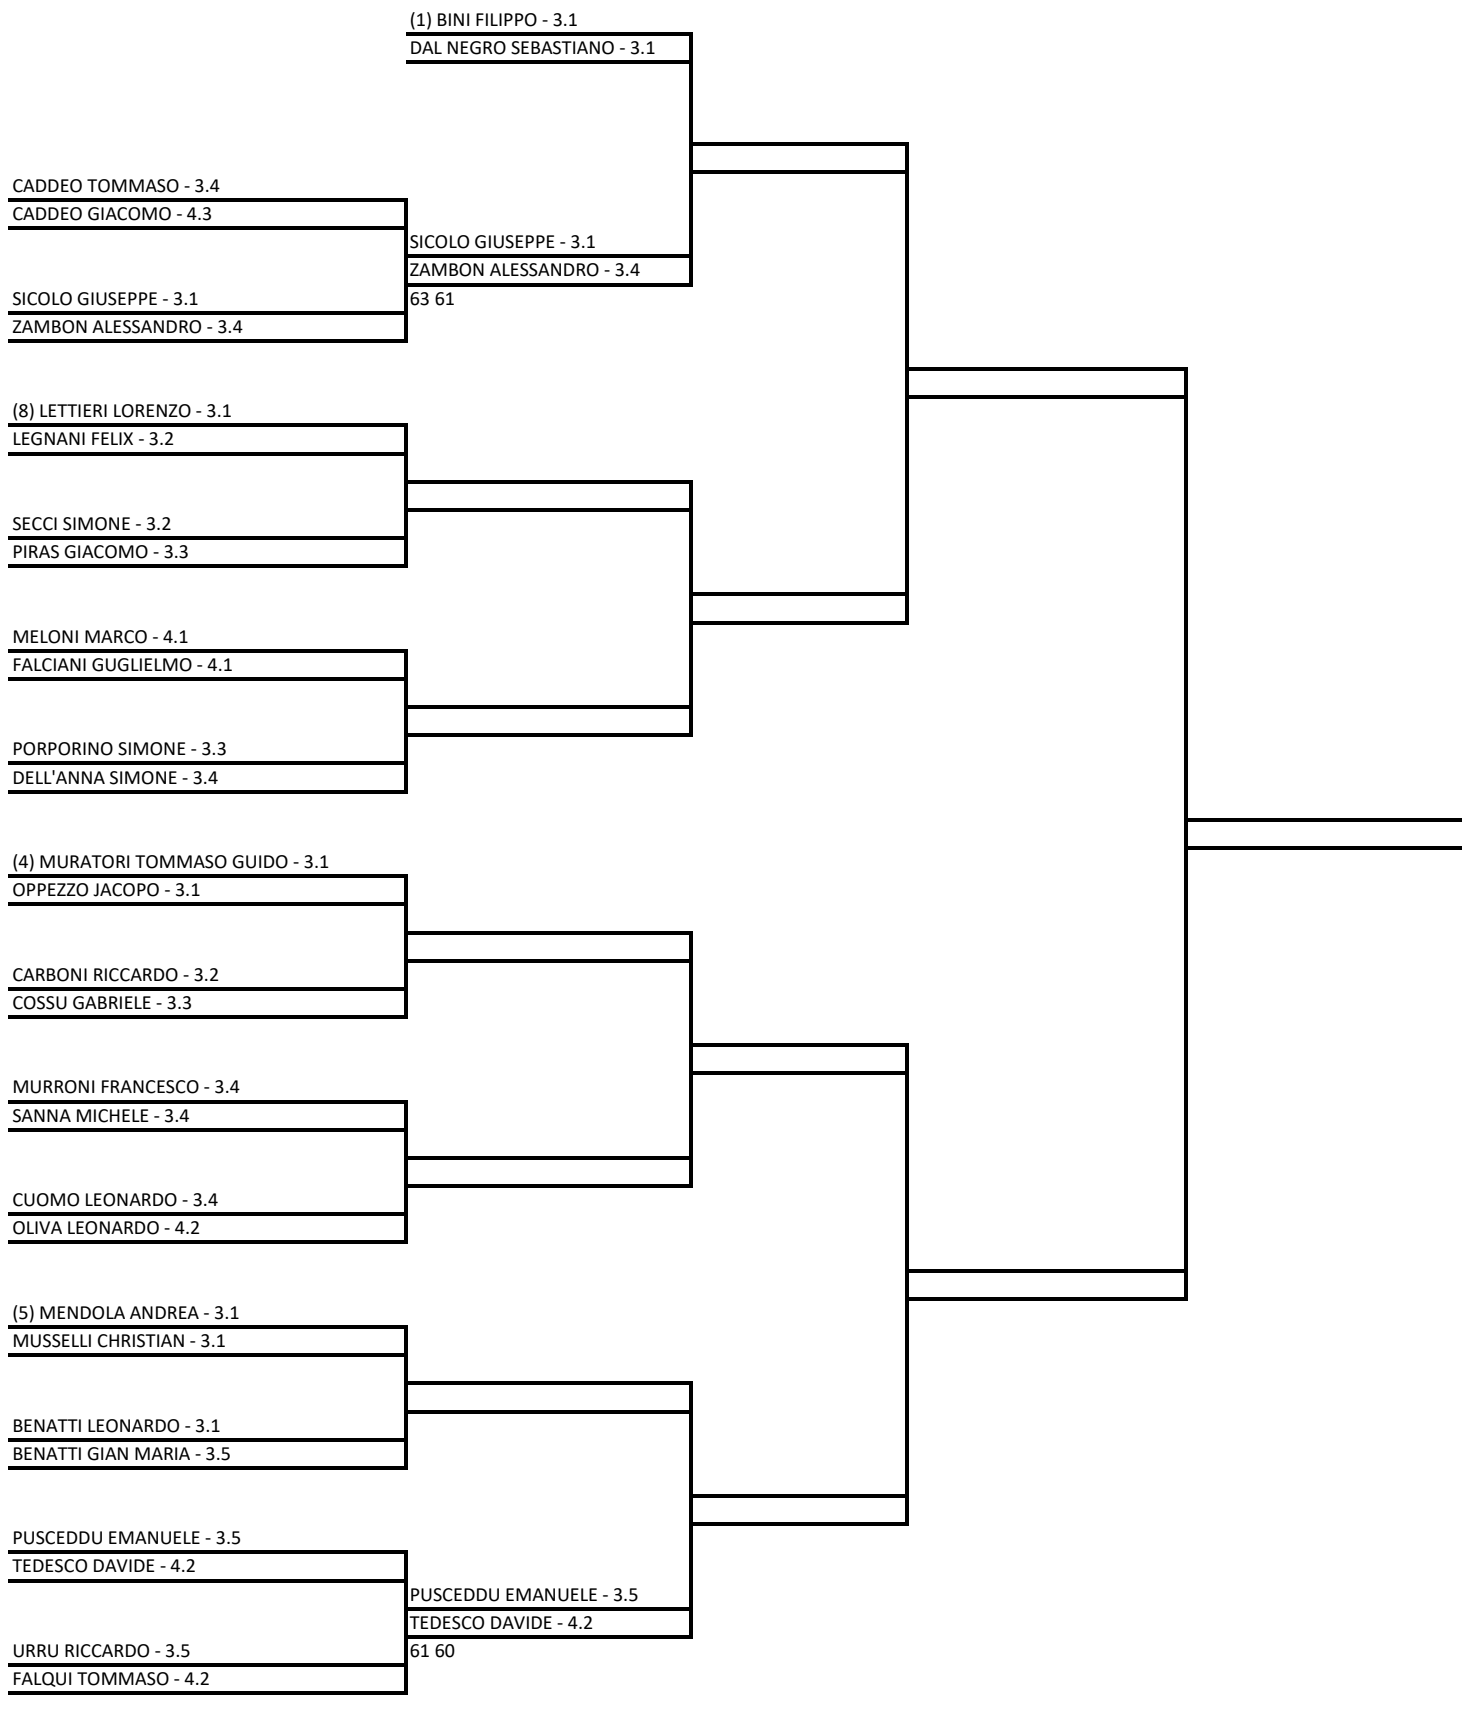 (1) BINI FILIPPO - 3.1
DAL NEGRO SEBASTIANO - 3.1
CADDEO TOMMASO - 3.4
CADDEO GIACOMO - 4.3
SICOLO GIUSEPPE - 3.1
ZAMBON ALESSANDRO - 3.4
63 61
SICOLO GIUSEPPE - 3.1
ZAMBON ALESSANDRO - 3.4
(8) LETTIERI LORENZO - 3.1
LEGNANI FELIX - 3.2
SECCI SIMONE - 3.2
PIRAS GIACOMO - 3.3
MELONI MARCO - 4.1
FALCIANI GUGLIELMO - 4.1
PORPORINO SIMONE - 3.3
DELL'ANNA SIMONE - 3.4
(4) MURATORI TOMMASO GUIDO - 3.1
OPPEZZO JACOPO - 3.1
CARBONI RICCARDO - 3.2
COSSU GABRIELE - 3.3
MURRONI FRANCESCO - 3.4
SANNA MICHELE - 3.4
CUOMO LEONARDO - 3.4
OLIVA LEONARDO - 4.2
(5) MENDOLA ANDREA - 3.1
MUSSELLI CHRISTIAN - 3.1
BENATTI LEONARDO - 3.1
BENATTI GIAN MARIA - 3.5
PUSCEDDU EMANUELE - 3.5
TEDESCO DAVIDE - 4.2
PUSCEDDU EMANUELE - 3.5
TEDESCO DAVIDE - 4.2
61 60
URRU RICCARDO - 3.5
FALQUI TOMMASO - 4.2